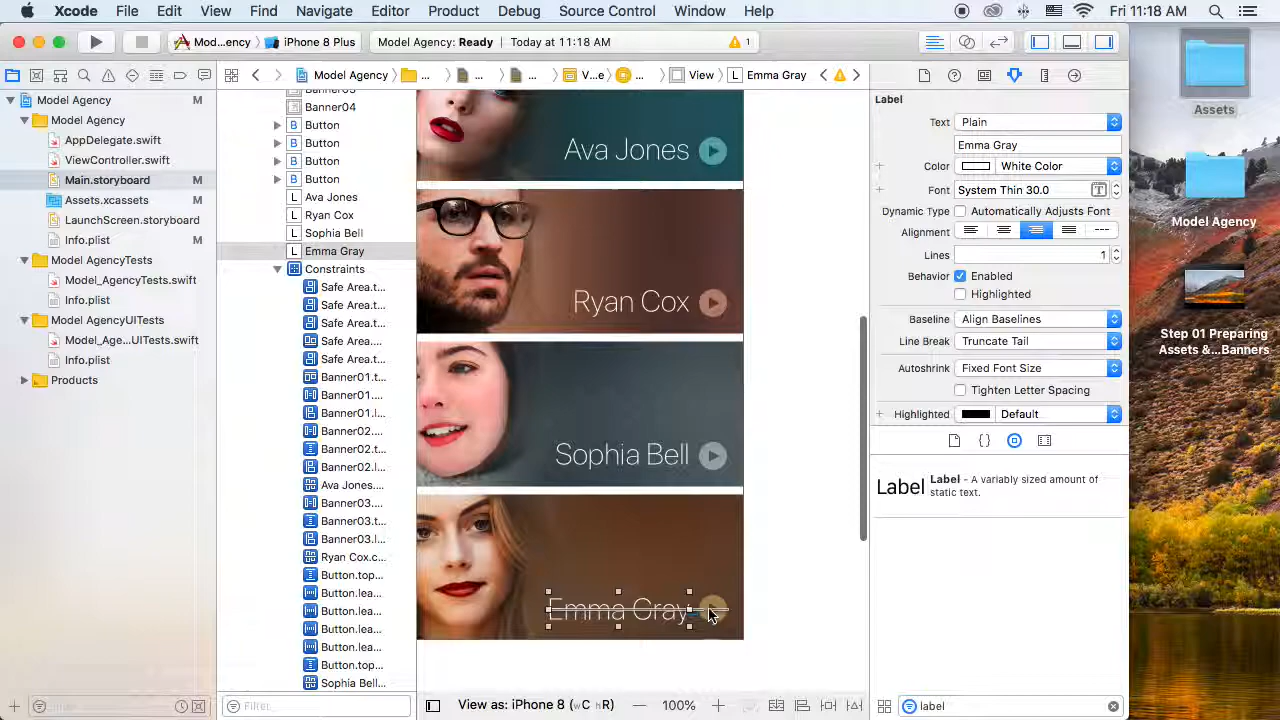 Xcode File Edit View Find Navigate Editor Product Debug Source Control Window Help Fri 11:18 AM
Mod...ency iPhone 8 Plus Model Agency: Ready Today at 11:18 AM 1
Model Agency ... ... ... V...e ... View L Emma Gray
Model Agency M
Model Agency
AppDelegate.swift
ViewController.swift
Main.storyboard M
Assets.xcassets M
LaunchScreen.storyboard
Info.plist M
Model AgencyTests
Model_AgencyTests.swift
Info.plist
Model AgencyUITests
Model_Age...UITests.swift
Info.plist
Products
Banner04
B Button
B Button
B Button
B Button
L Ava Jones
L Ryan Cox
L Sophia Bell
L Emma Gray
Constraints
Safe Area.t...
Safe Area.t...
Safe Area.t...
Safe Area....
Safe Area.t...
Banner01.t...
Banner01....
Banner01.l...
Banner02....
Banner02.t...
Banner02.l...
Ava Jones....
Banner03....
Banner03.t...
Banner03.l...
Ryan Cox.c...
Button.top...
Button.lea...
Button.lea...
Button.lea...
Button.lea...
Button.top...
Sophia Bell...
Filter
Ava Jones
Ryan Cox
Sophia Bell
Emma Gray
View as: iPhone 8 (wC hR) — 100% +
Label
Text Plain
Emma Gray
Color White Color
Font System Thin 30.0 T
Dynamic Type Automatically Adjusts Font
Alignment
Lines 1
Behavior Enabled
Highlighted
Baseline Align Baselines
Line Break Truncate Tail
Autoshrink Fixed Font Size
Tighten Letter Spacing
Highlighted Default
Label Label - A variably sized amount of
static text.
label
Assets
Model Agency
Step 01 Preparing
Assets &...Banners